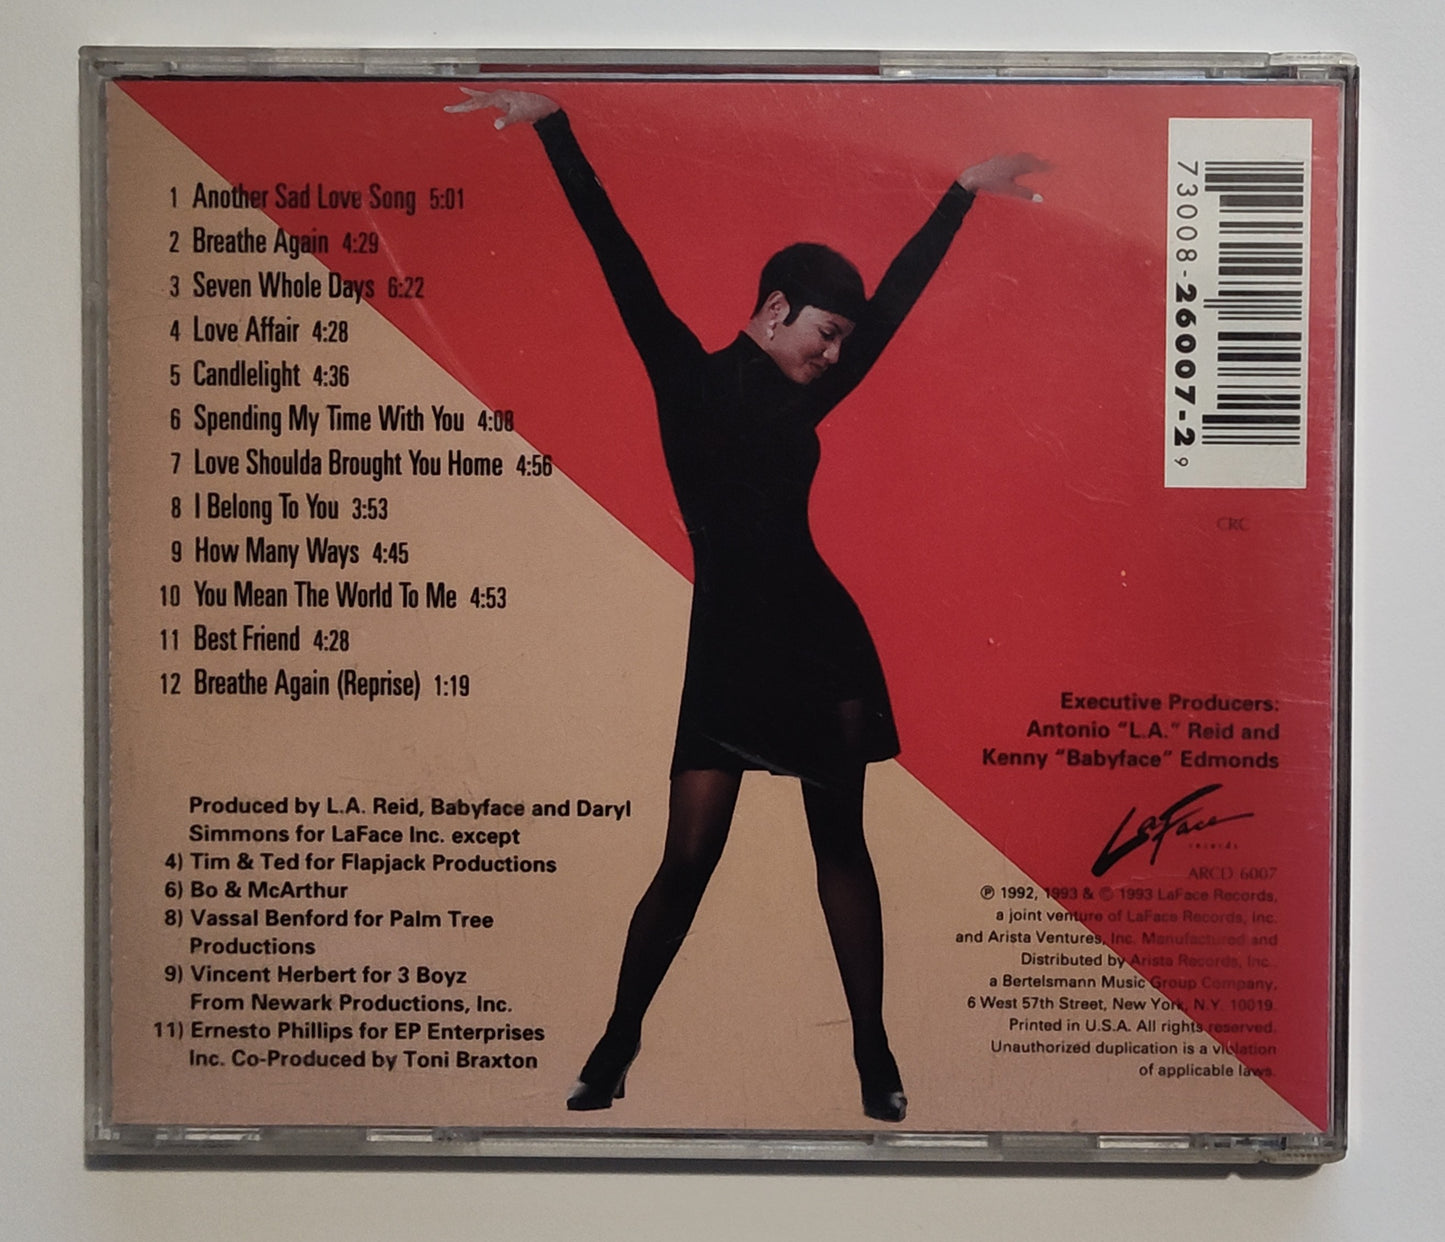 1 Another Sad Love Song 5:01
2 Breathe Again 4:29
3 Seven Whole Days 6:22
4 Love Affair 4:28
5 Candlelight 4:36
6 Spending My Time With You 4:08
7 Love Shoulda Brought You Home 4:56
8 I Belong To You 3:53
9 How Many Ways 4:45
10 You Mean The World To Me 4:53
11 Best Friend 4:28
12 Breathe Again (Reprise) 1:19
Produced by L.A. Reid, Babyface and Daryl
Simmons for LaFace Inc. except
4) Tim & Ted for Flapjack Productions
6) Bo & McArthur
8) Vassal Benford for Palm Tree
Productions
9) Vincent Herbert for 3 Boyz
From Newark Productions, Inc.
11) Ernesto Phillips for EP Enterprises
Inc. Co-Produced by Toni Braxton
73008-26007-2 9
CRC
Executive Producers:
Antonio "L.A." Reid and
Kenny "Babyface" Edmonds
LaFace
records
ARCD 6007
℗ 1992, 1993 & © 1993 LaFace Records,
a joint venture of LaFace Records, Inc.
and Arista Ventures, Inc. Manufactured and
Distributed by Arista Records, Inc.,
a Bertelsmann Music Group Company,
6 West 57th Street, New York, N.Y. 10019.
Printed in U.S.A. All rights reserved.
Unauthorized duplication is a violation
of applicable laws.